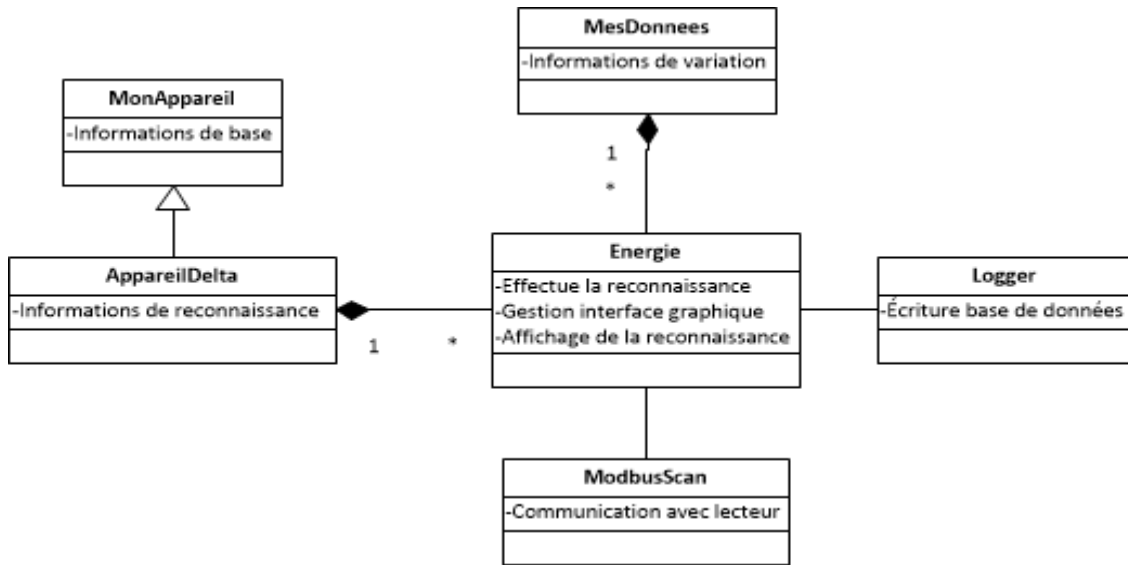 MesDonnees
-Informations de variation
MonAppareil
-Informations de base
1
*
AppareilDelta
-Informations de reconnaissance
1
*
Energie
-Effectue la reconnaissance
-Gestion interface graphique
-Affichage de la reconnaissance
Logger
-Écriture base de données
ModbusScan
-Communication avec lecteur